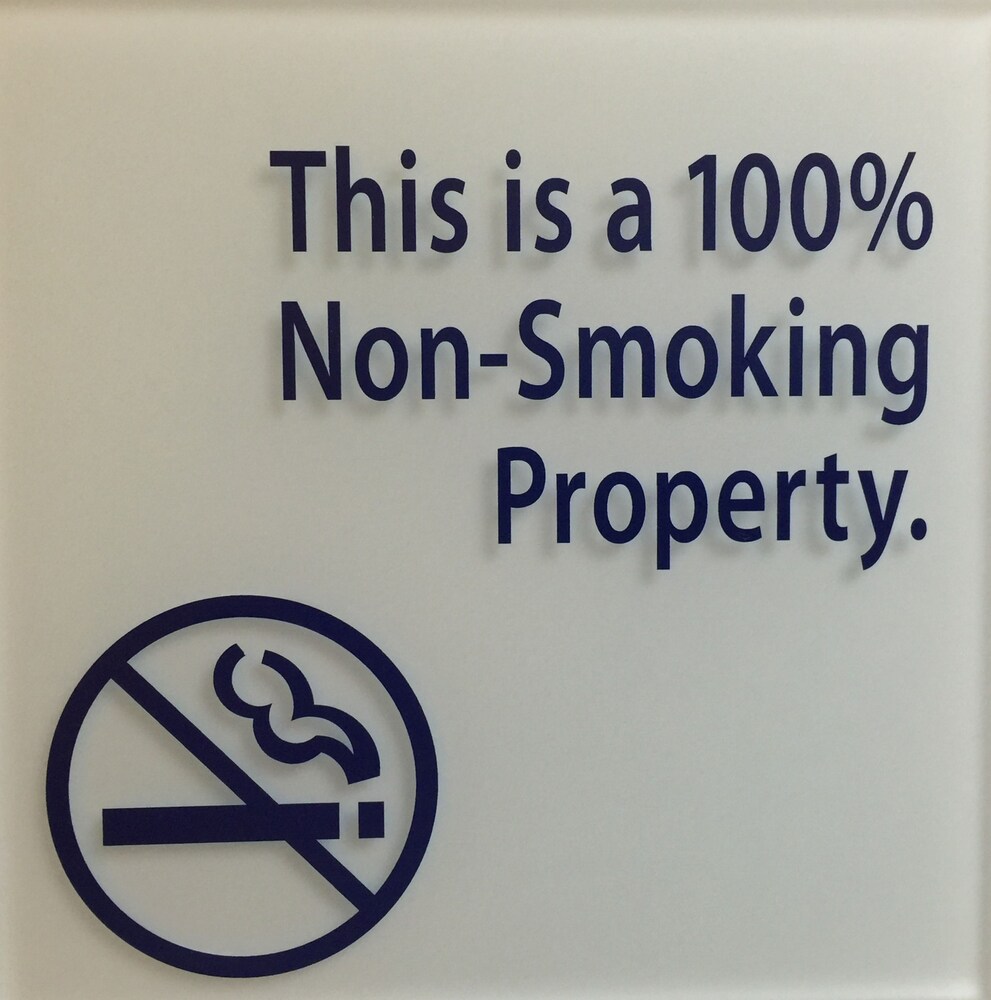 This is a 100%
Non-Smoking
Property.